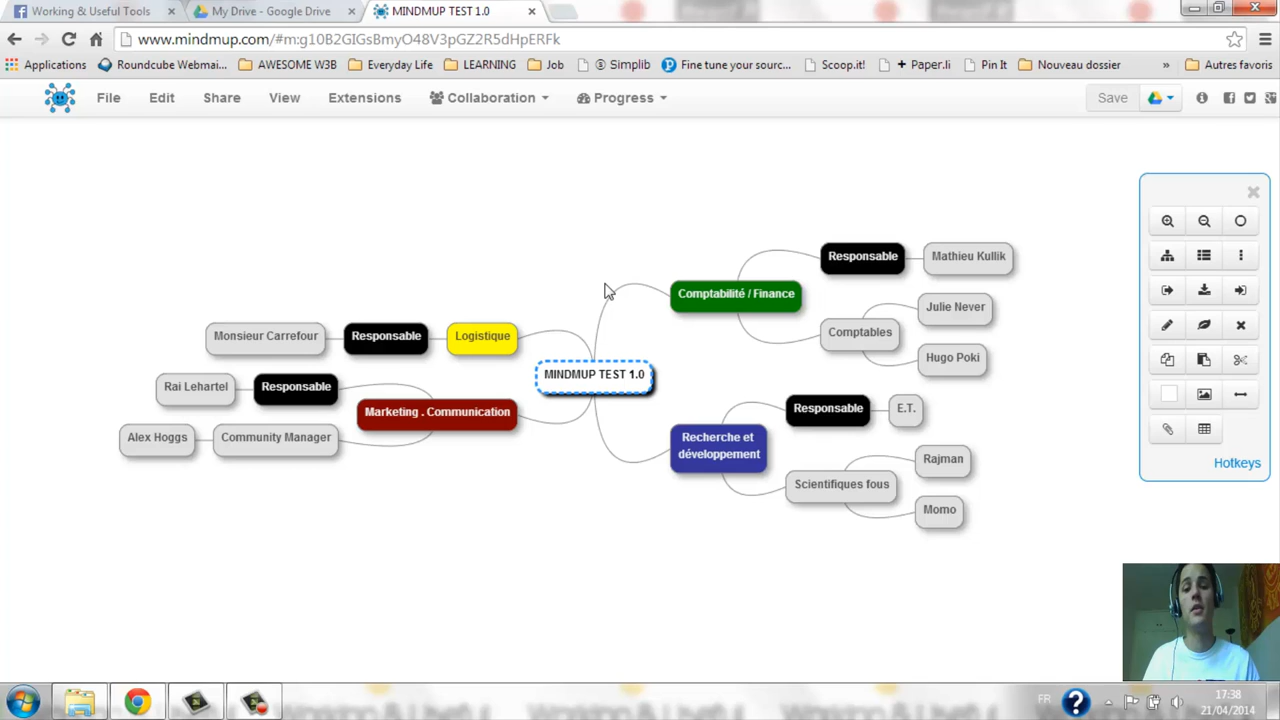 Working & Useful Tools
My Drive - Google Drive
MINDMUP TEST 1.0
www.mindmup.com/#m:g10B2GIGsBmyO48V3pGZ2R5dHpERFk
Applications
Roundcube Webmai...
AWESOME W3B
Everyday Life
LEARNING
Job
Simplib
Fine tune your sourc...
Scoop.it!
+ Paper.li
Pin It
Nouveau dossier
»
Autres favoris
File
Edit
Share
View
Extensions
Collaboration
Progress
Save
Responsable
Mathieu Kullik
Comptabilité / Finance
Julie Never
Comptables
Hugo Poki
Monsieur Carrefour
Responsable
Logistique
MINDMUP TEST 1.0
Rai Lehartel
Responsable
Marketing . Communication
Alex Hoggs
Community Manager
Responsable
E.T.
Recherche et
développement
Rajman
Scientifiques fous
Momo
Hotkeys
FR
17:38
21/04/2014